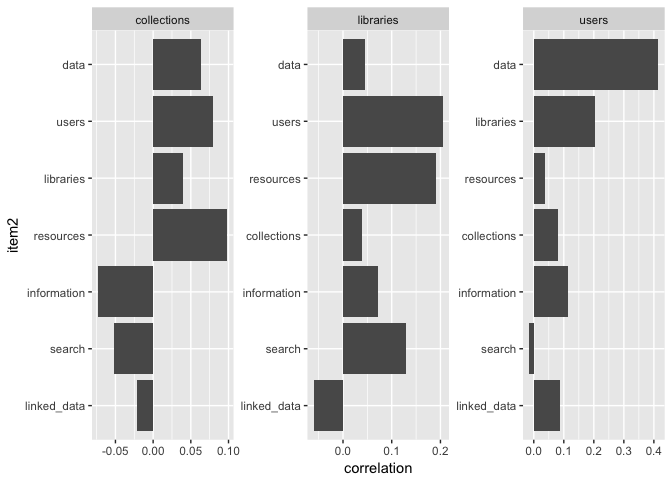 collections
libraries
users
item2
data
users
libraries
resources
information
search
linked_data
-0.05 0.00 0.05 0.10
data
users
resources
collections
information
search
linked_data
0.0 0.1 0.2
data
libraries
resources
collections
information
search
linked_data
0.0 0.1 0.2 0.3 0.4
correlation